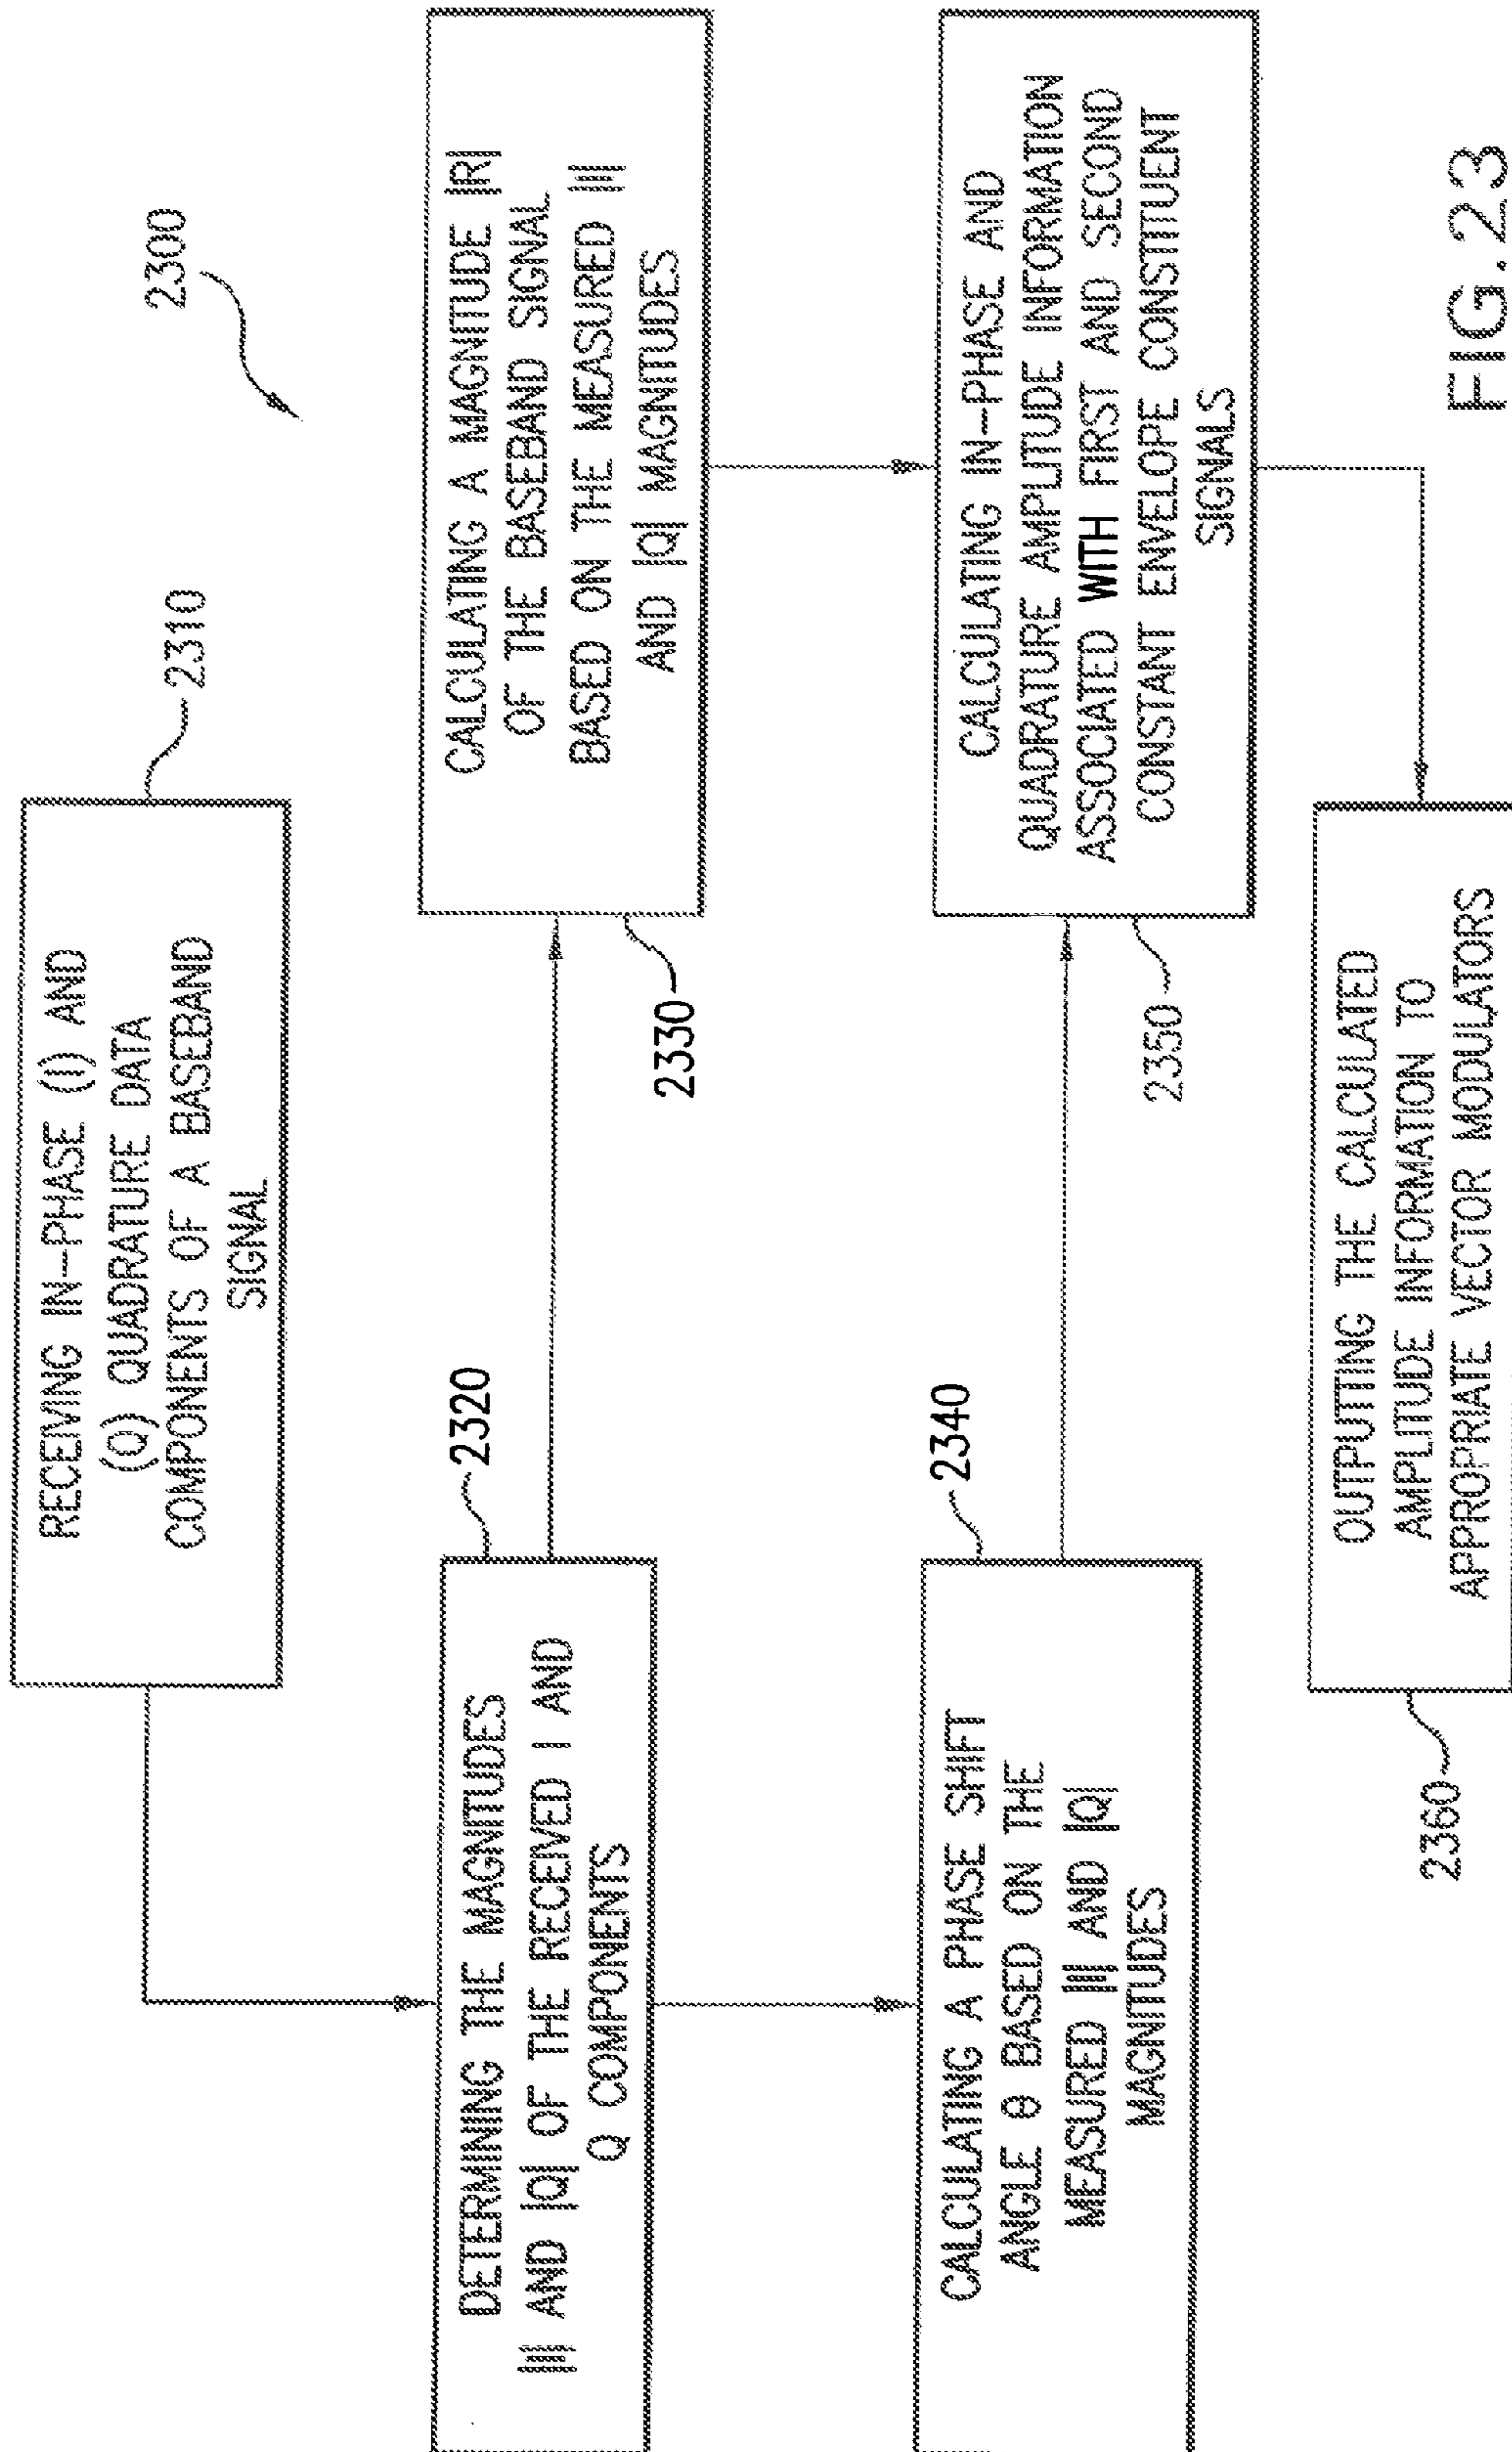 2300
RECEIVING IN-PHASE (I) AND
(Q) QUADRATURE DATA
COMPONENTS OF A BASEBAND
SIGNAL
2310
DETERMINING THE MAGNITUDES
|I| AND |Q| OF THE RECEIVED I AND
Q COMPONENTS
2320
CALCULATING A MAGNITUDE |R|
OF THE BASEBAND SIGNAL
BASED ON THE MEASURED |I|
AND |Q| MAGNITUDES
2330
CALCULATING A PHASE SHIFT
ANGLE θ BASED ON THE
MEASURED |I| AND |Q|
MAGNITUDES
2340
CALCULATING IN-PHASE AND
QUADRATURE AMPLITUDE INFORMATION
ASSOCIATED WITH FIRST AND SECOND
CONSTANT ENVELOPE CONSTITUENT
SIGNALS
2350
OUTPUTTING THE CALCULATED
AMPLITUDE INFORMATION TO
APPROPRIATE VECTOR MODULATORS
2360
FIG.23